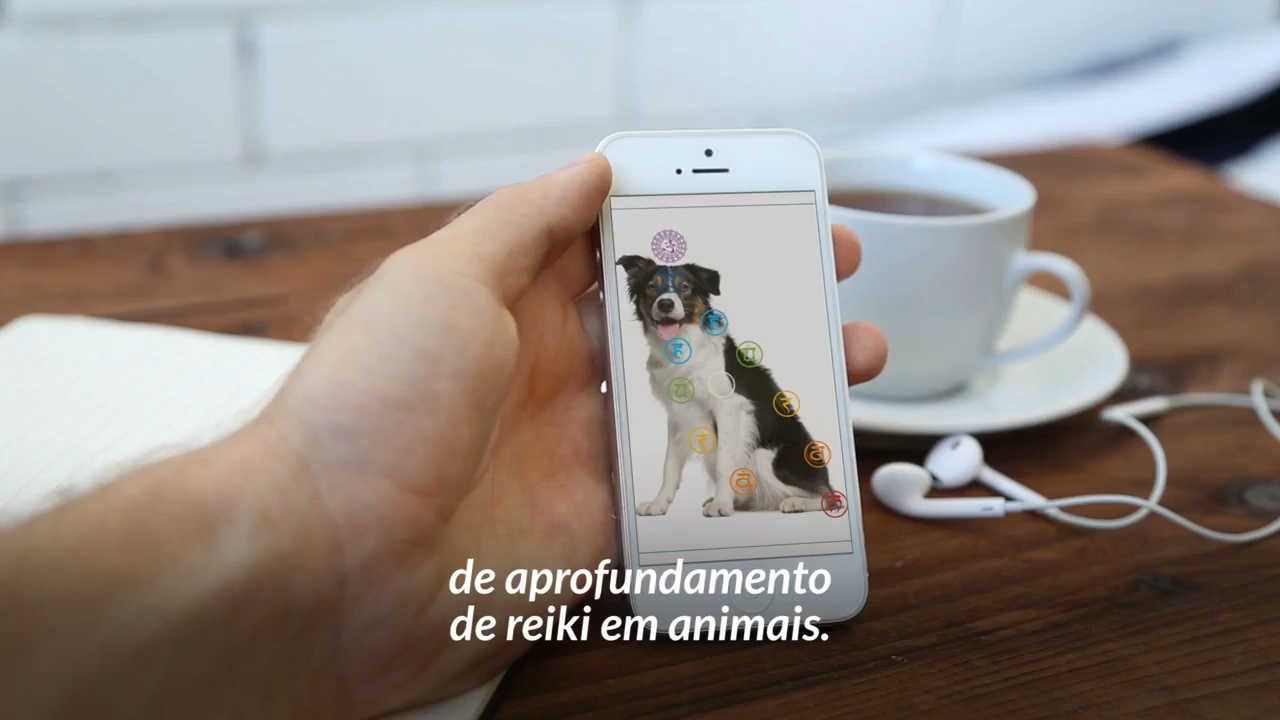 de aprofundamento
de reiki em animais.